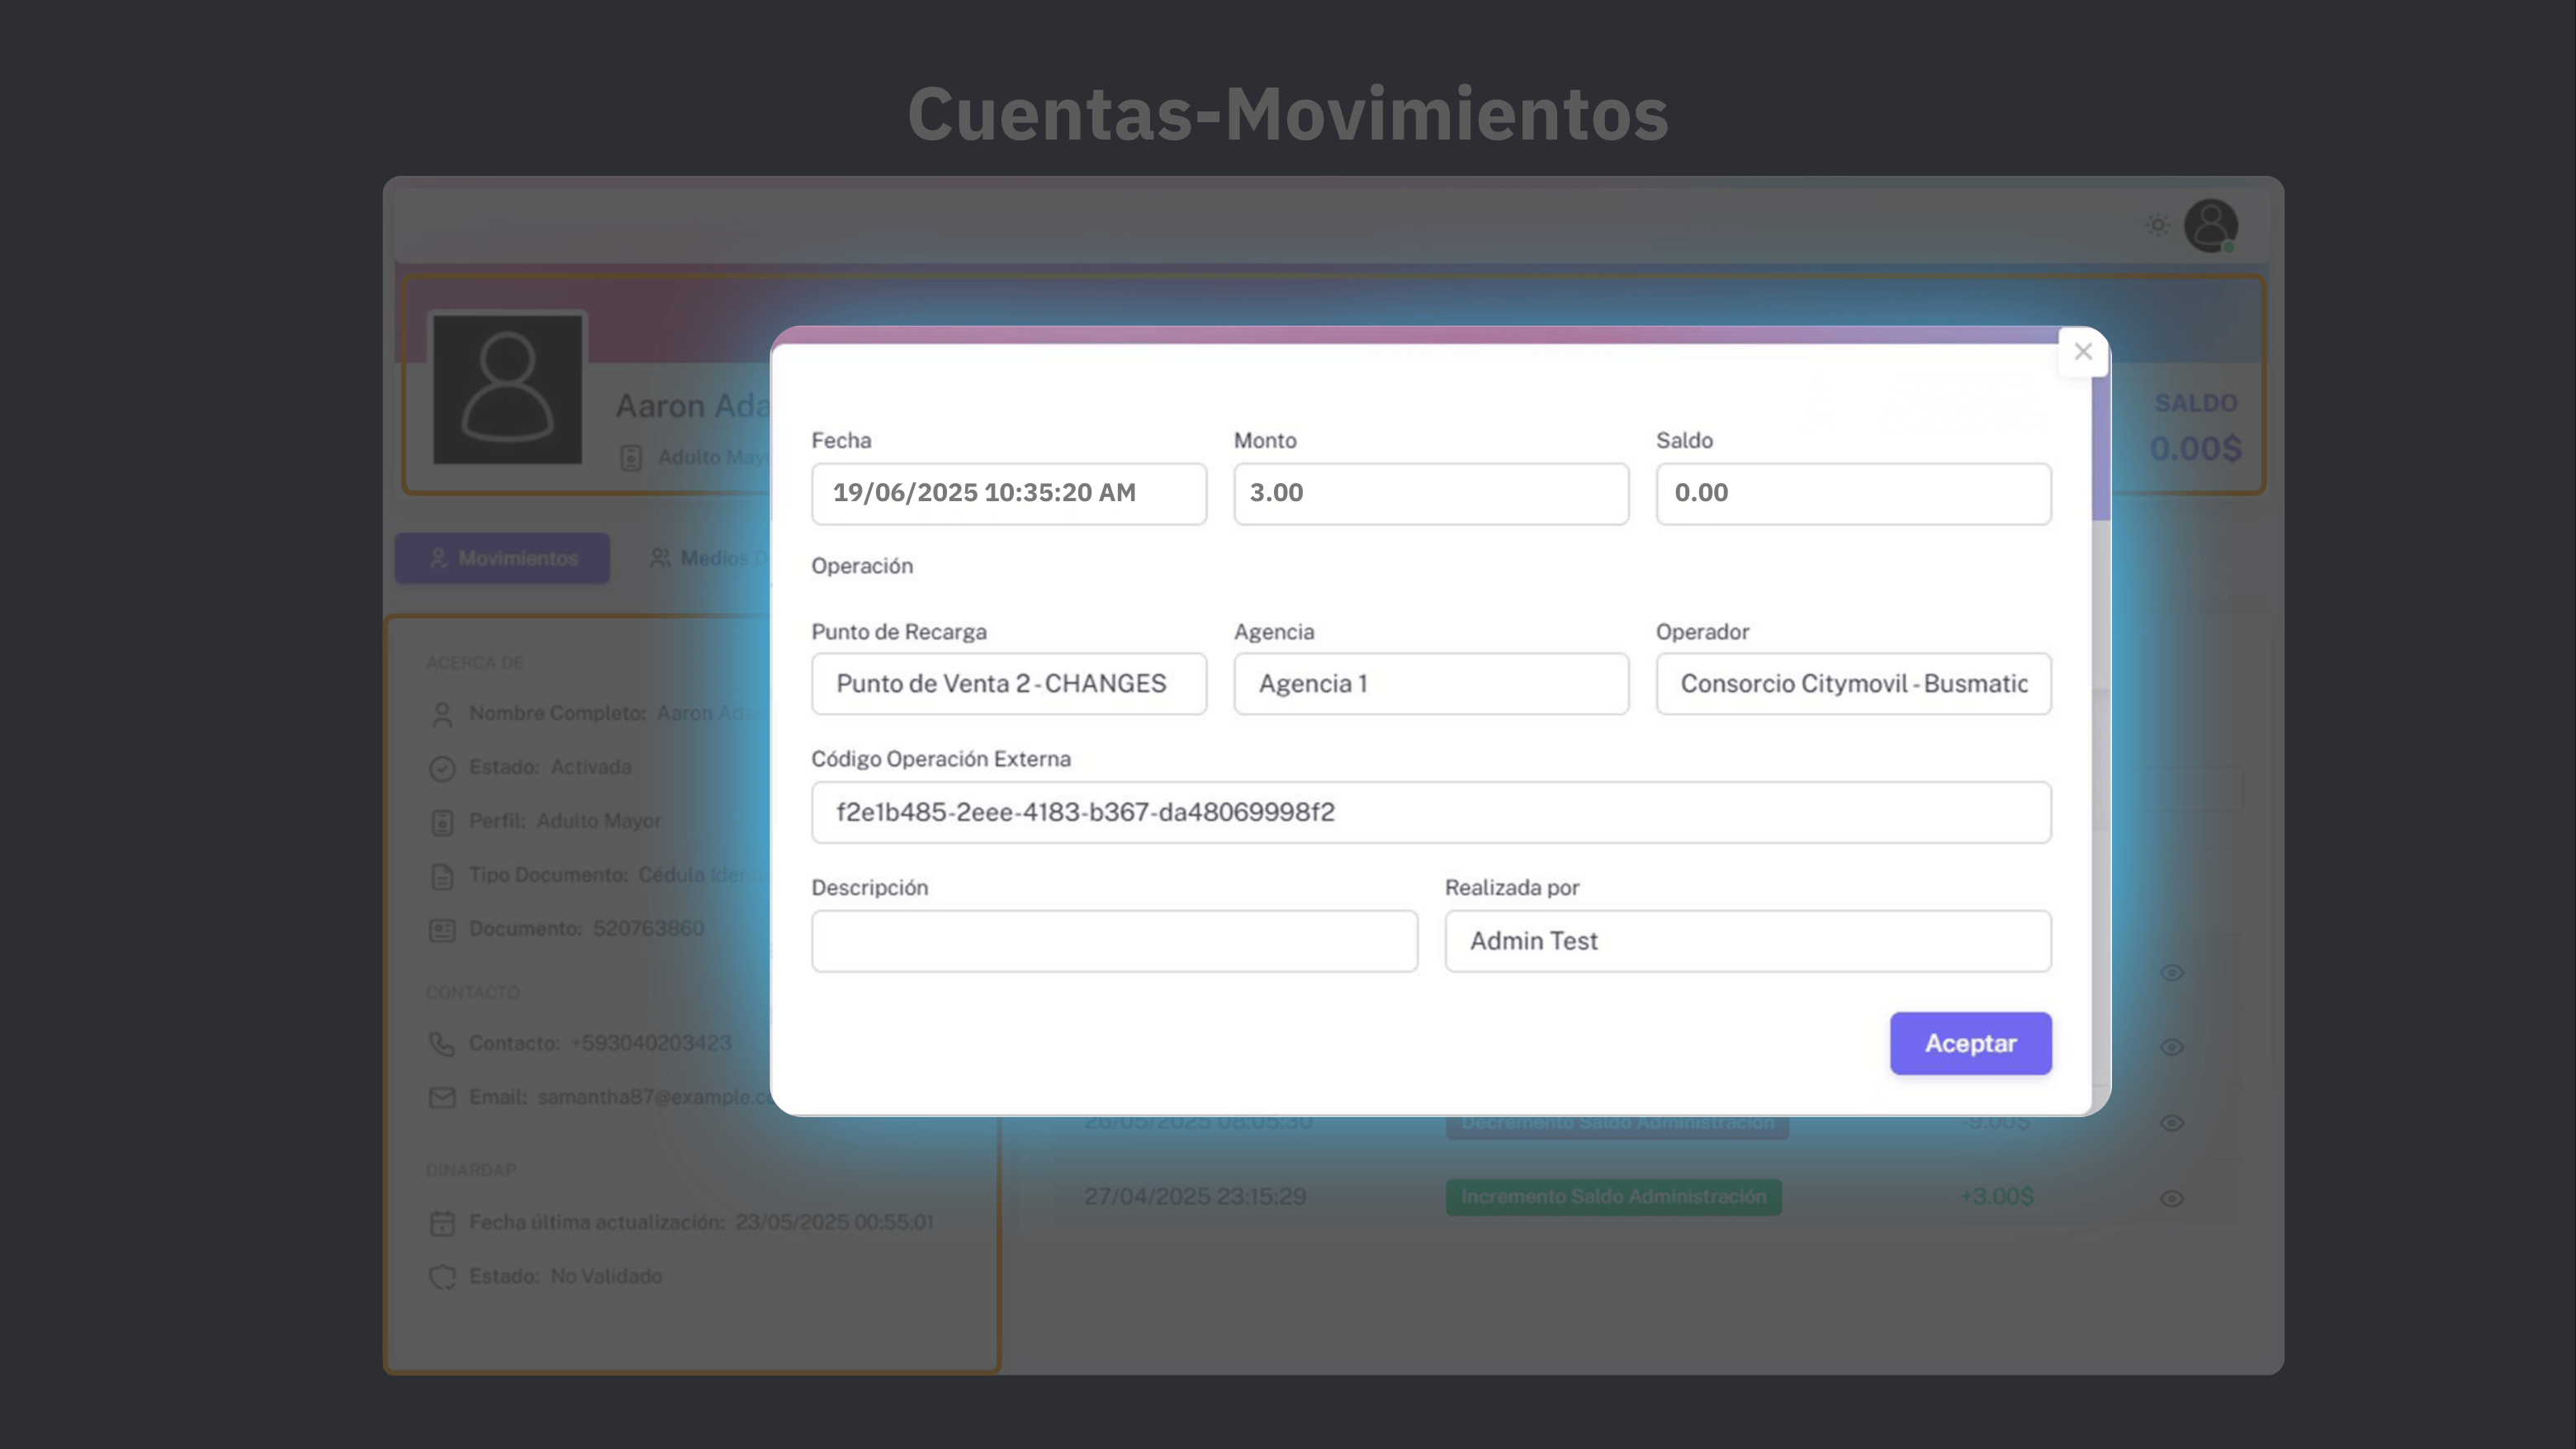 Cuentas-Movimientos
Aaron Ada
Adulto Mayo
SALDO
0.00$
Movimientos
Medios D
ACERCA DE
Nombre Completo: Aaron Ada
Estado: Activada
Perfil: Adulto Mayor
Tipo Documento: Cédula Identi
Documento: 520763860
CONTACTO
Contacto: +593040203423
Email: samantha87@example.c
DINARDAP
Fecha última actualización: 23/05/2025 00:55:01
Estado: No Validado
Fecha
Monto
Saldo
19/06/2025 10:35:20 AM
3.00
0.00
Operación
Punto de Recarga
Agencia
Operador
Punto de Venta 2 - CHANGES
Agencia 1
Consorcio Citymovil - Busmatic
Código Operación Externa
f2e1b485-2eee-4183-b367-da48069998f2
Descripción
Realizada por
Admin Test
Aceptar
26/05/2025 08:05:30 Decremento Saldo Administración -9.00$
27/04/2025 23:15:29 Incremento Saldo Administración +3.00$